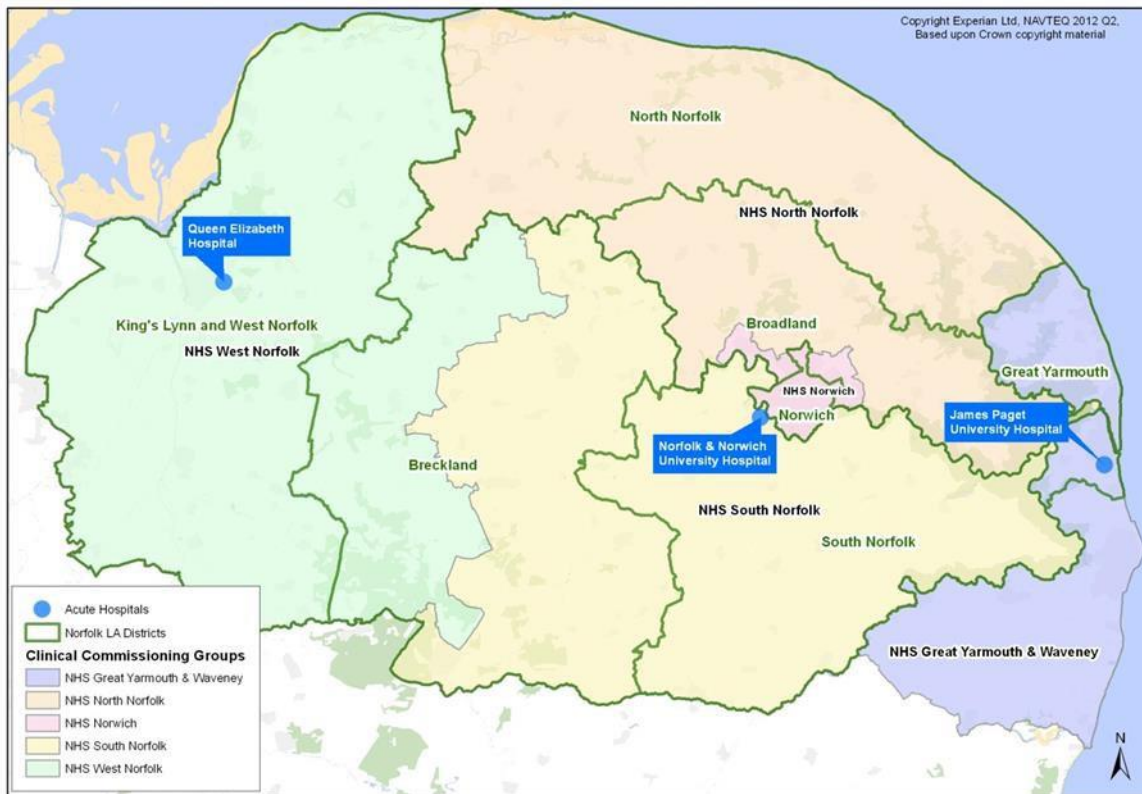 Copyright Experian Ltd, NAVTEQ 2012 Q2,
Based upon Crown copyright material
North Norfolk
NHS North Norfolk
Queen Elizabeth
Hospital
King's Lynn and West Norfolk
NHS West Norfolk
Broadland
Great Yarmouth
NHS Norwich
Norwich
James Paget
University Hospital
Norfolk & Norwich
University Hospital
Breckland
NHS South Norfolk
South Norfolk
NHS Great Yarmouth & Waveney
Acute Hospitals
Norfolk LA Districts
Clinical Commissioning Groups
NHS Great Yarmouth & Waveney
NHS North Norfolk
NHS Norwich
NHS South Norfolk
NHS West Norfolk
N